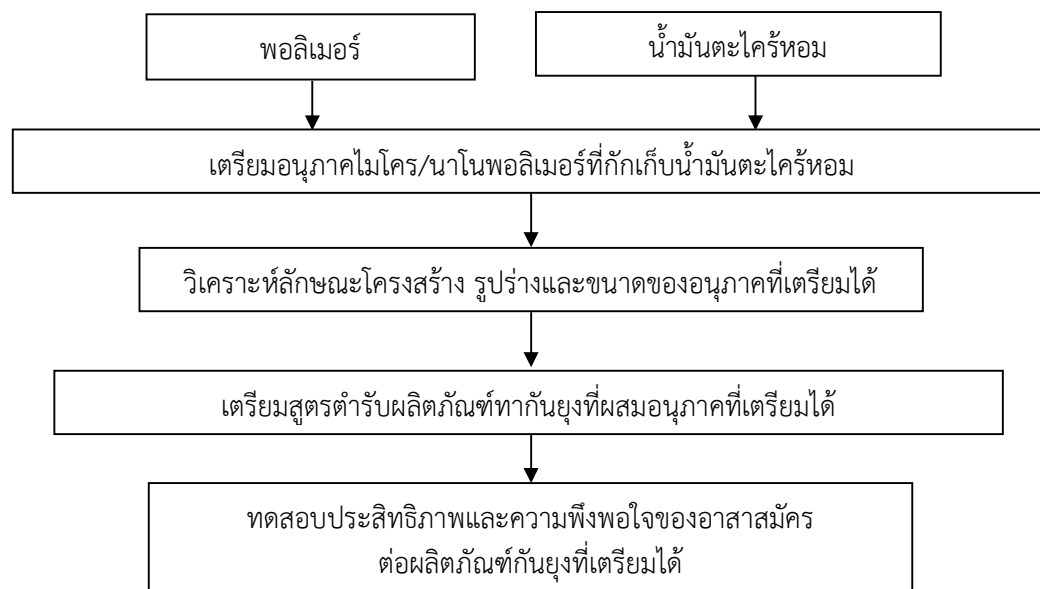 พอลิเมอร์
น้ำมันตะไคร้หอม
เตรียมอนุภาคไมโคร/นาโนพอลิเมอร์ที่กักเก็บน้ำมันตะไคร้หอม
วิเคราะห์ลักษณะโครงสร้าง รูปร่างและขนาดของอนุภาคที่เตรียมได้
เตรียมสูตรตำรับผลิตภัณฑ์ทากันยุงที่ผสมอนุภาคที่เตรียมได้
ทดสอบประสิทธิภาพและความพึงพอใจของอาสาสมัคร
ต่อผลิตภัณฑ์กันยุงที่เตรียมได้